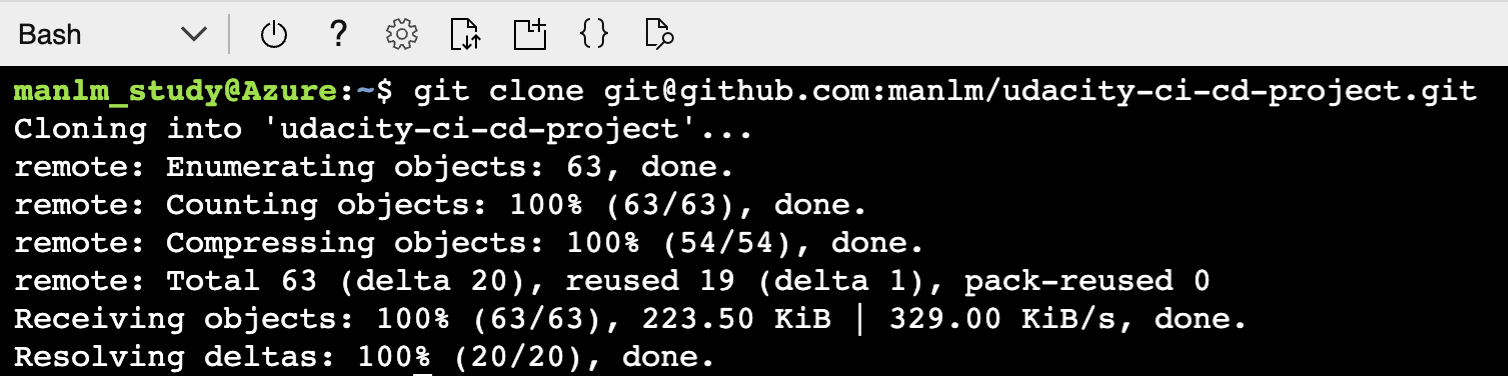 Bash
manlm_study@Azure:~$ git clone git@github.com:manlm/udacity-ci-cd-project.git
Cloning into 'udacity-ci-cd-project'...
remote: Enumerating objects: 63, done.
remote: Counting objects: 100% (63/63), done.
remote: Compressing objects: 100% (54/54), done.
remote: Total 63 (delta 20), reused 19 (delta 1), pack-reused 0
Receiving objects: 100% (63/63), 223.50 KiB | 329.00 KiB/s, done.
Resolving deltas: 100% (20/20), done.